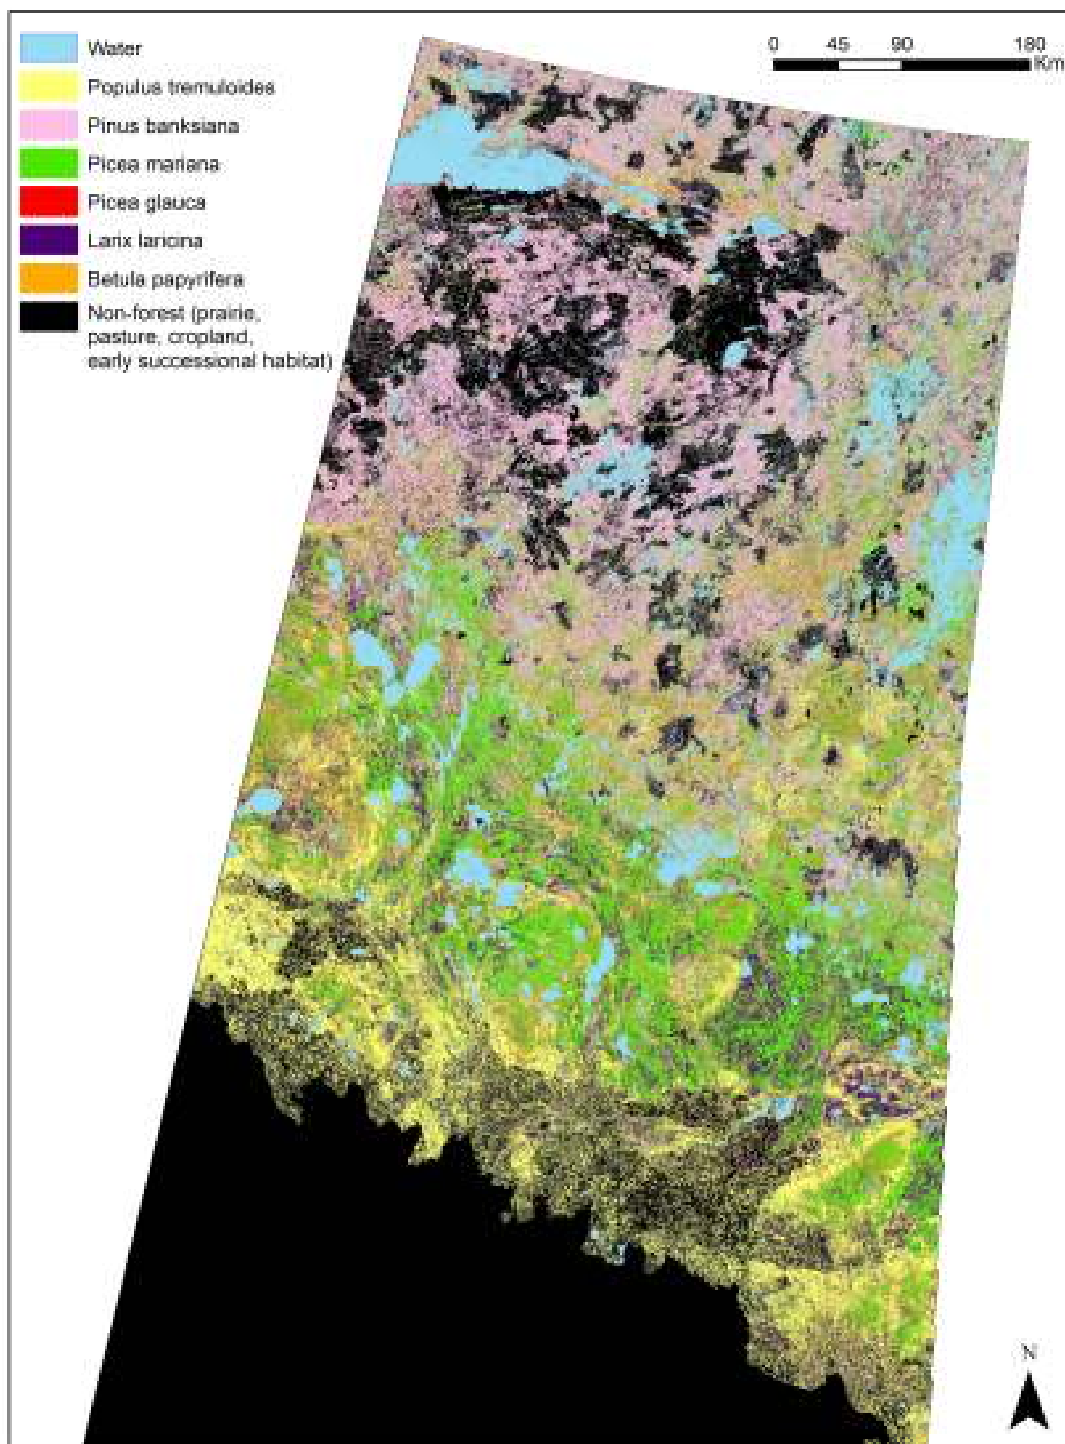 Water
Populus tremuloides
Pinus banksiana
Picea mariana
Picea glauca
Larix laricina
Betula papyrifera
Non-forest (prairie,
pasture, cropland,
early successional habitat)
0 45 90 180
Km
N